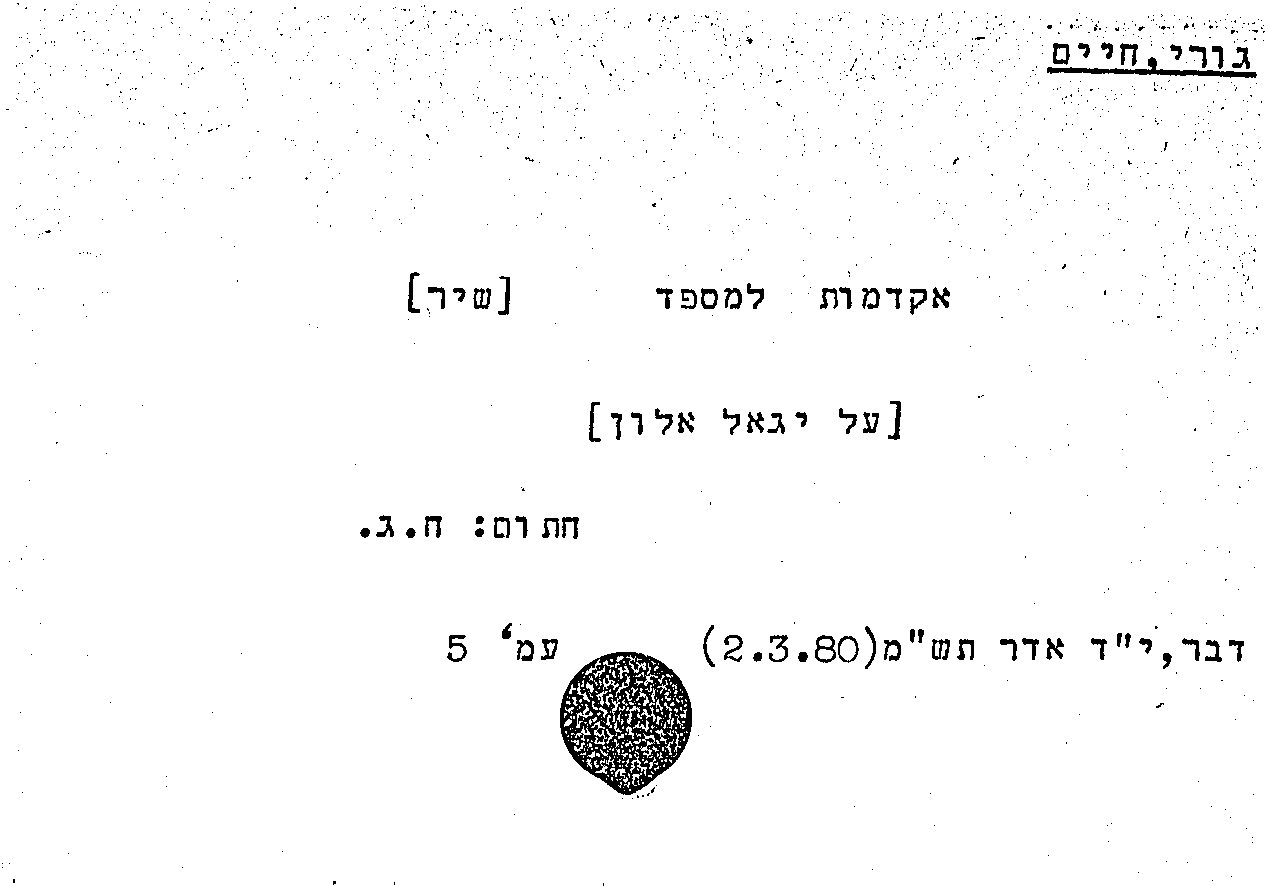 גורי,חיים
אקדמות למספד [שיר]
[על יגאל אלון]
חתום: ח.ג.
דבר,י"ד אדר תש"מ(2.3.80) עמ' 5